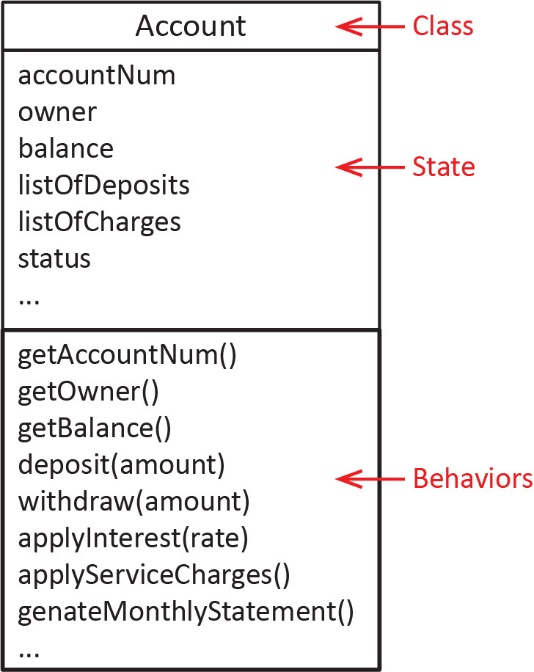 Account
Class
accountNum
owner
balance
listOfDeposits
State
listOfCharges
status
...
getAccountNum()
getOwner()
getBalance()
deposit(amount)
Behaviors
withdraw(amount)
applyInterest(rate)
applyServiceCharges()
genateMonthlyStatement()
...